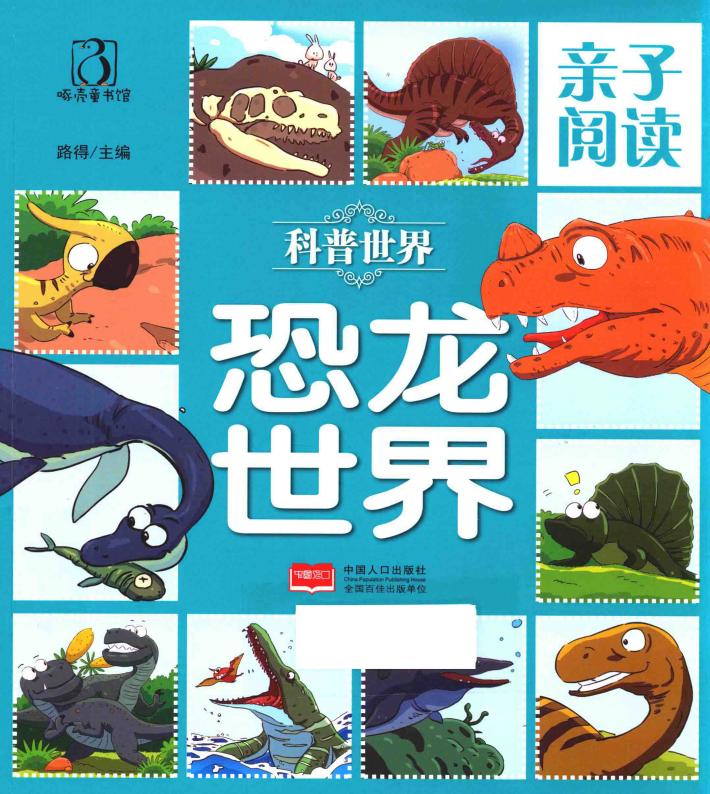 啄壳童书馆
路得/主编
亲子
阅读
科普世界
恐龙
世界
中国人口出版社
China Population Publishing House
全国百佳出版单位